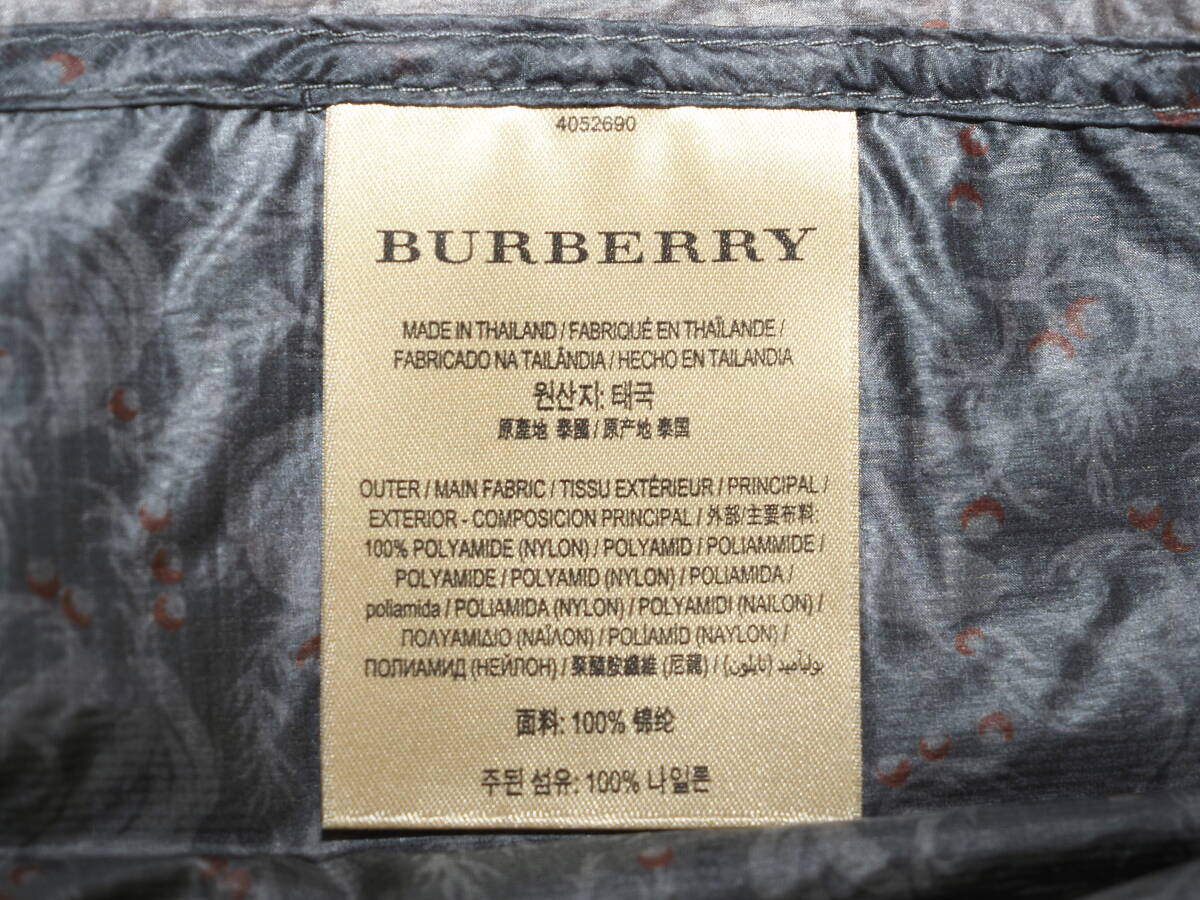 4052690
BURBERRY
MADE IN THAILAND / FABRIQUÉ EN THAÏLANDE /
FABRICADO NA TAILÂNDIA / HECHO EN TAILANDIA
원산지: 태국
原產地 泰國 / 原产地 泰国
OUTER / MAIN FABRIC / TISSU EXTÉRIEUR / PRINCIPAL /
EXTERIOR - COMPOSICION PRINCIPAL / 外部/主要布料
100% POLYAMIDE (NYLON) / POLYAMID / POLIAMMIDE /
POLYAMIDE / POLYAMID (NYLON) / POLIAMIDA /
poliamida / POLIAMIDA (NYLON) / POLYAMIDI (NAILON) /
ΠΟΛΥΑΜΙΔΙΟ (ΝΑΪΛΟΝ) / POLİAMİD (NAYLON) /
ПОЛИАМИД (НЕЙЛОН) / 聚醯胺纖維 (尼龍) / بولياميد (نايلون)
面料: 100% 锦纶
주된 섬유: 100% 나일론